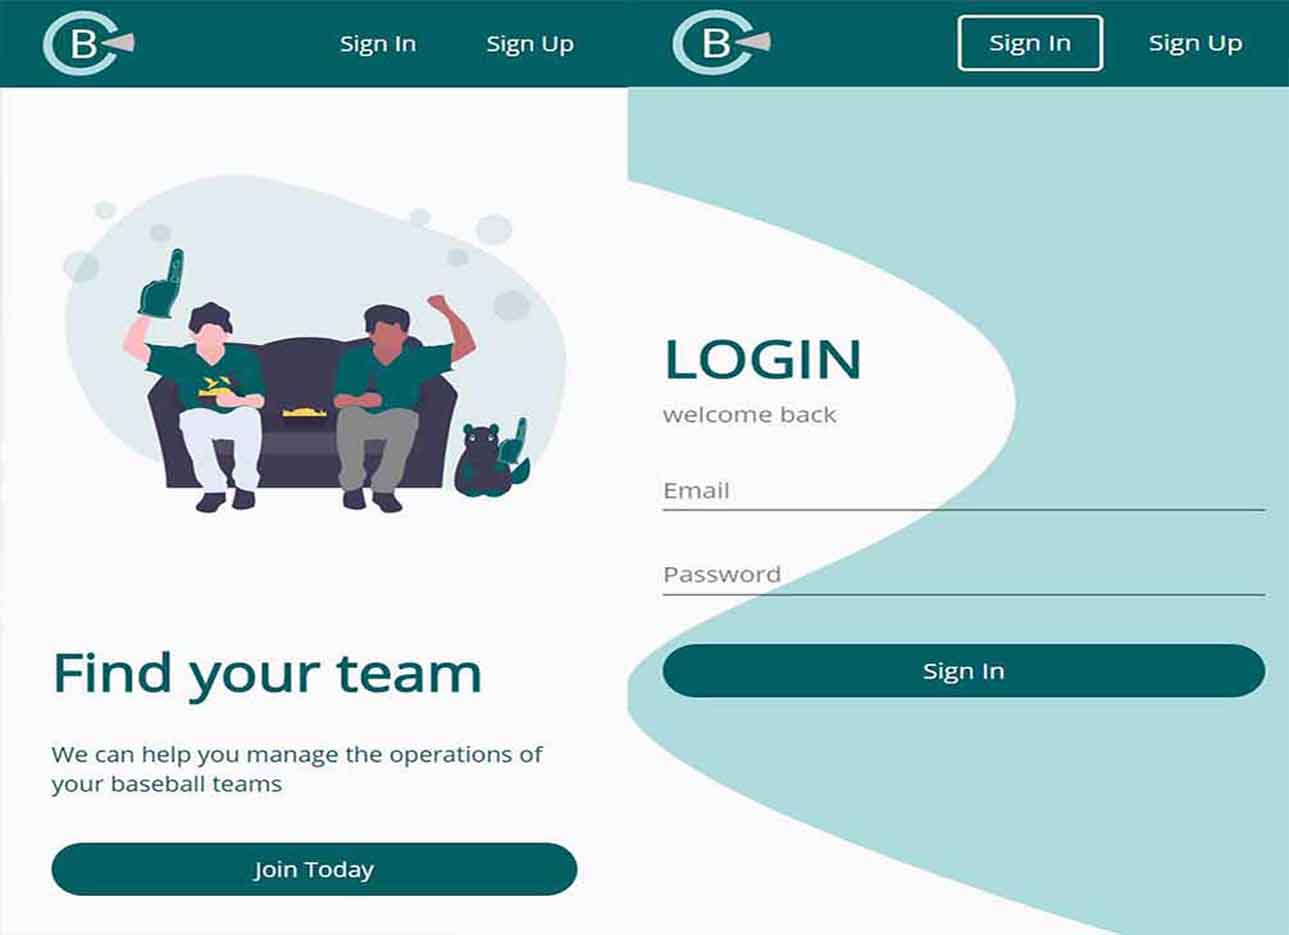 B
Sign In
Sign Up
Find your team
We can help you manage the operations of
your baseball teams
Join Today
B
Sign In
Sign Up
LOGIN
welcome back
Email
Password
Sign In